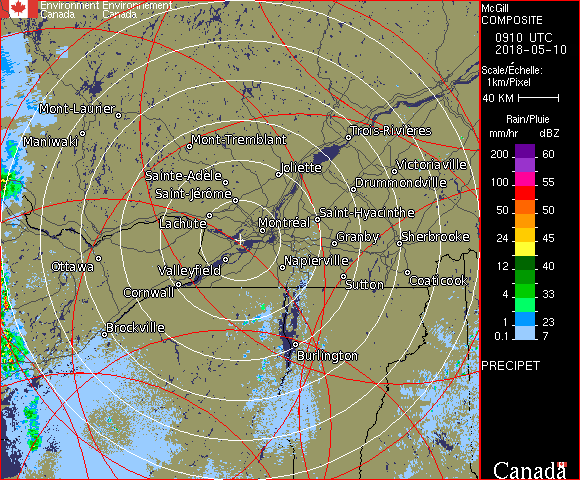 Environment Environnement
Canada Canada
McGill
COMPOSITE
0910 UTC
2018-05-10
Scale/Échelle:
1km/Pixel
40 KM
Rain/Pluie
mm/hr dBZ
200 60
100 55
50 50
24 45
12 40
4 33
1 23
0.1 7
PRECIPET
Canada
Mont-Laurier
Maniwaki
Mont-Tremblant
Trois-Rivières
Sainte-Adèle
Joliette
Victoriaville
Saint-Jérôme
Drummondville
Lachute
Montréal
Saint-Hyacinthe
Granby
Sherbrooke
Ottawa
Valleyfield
Napierville
Cornwall
Sutton
Coaticook
Brockville
Burlington